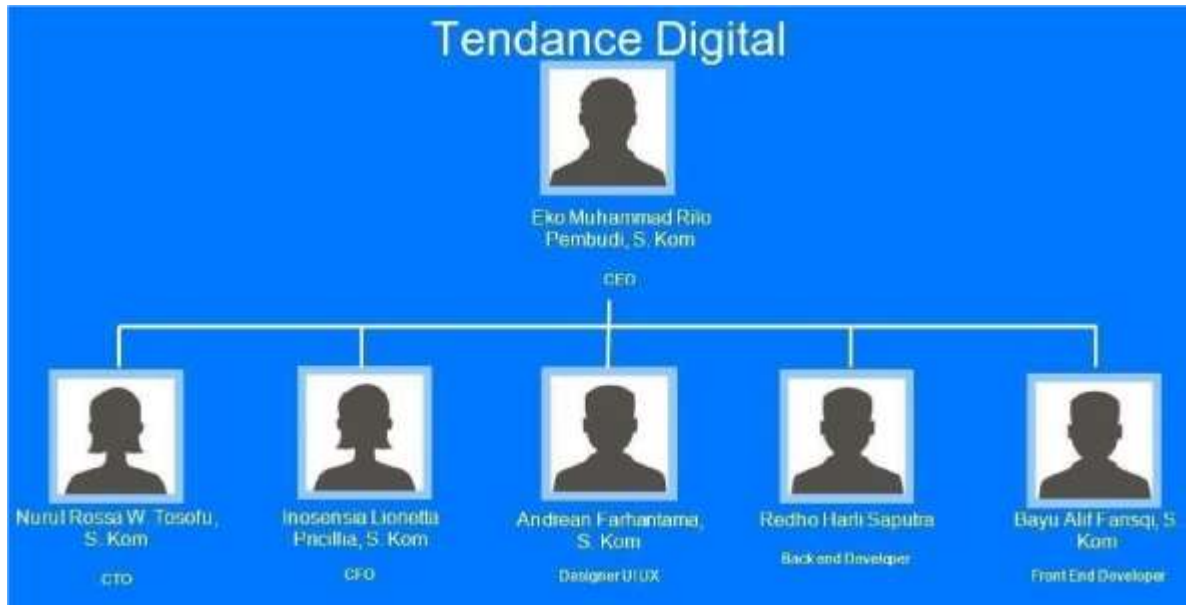 Tendance Digital
Eko Muhammad Rilo
Pembudi, S. Kom
CEO
Nurul Rossa W. Tosofu,
S. Kom
CTO
Inosensia Lionetta
Pricillia, S. Kom
CFO
Andrean Farhantama,
S. Kom
Designer UI UX
Redho Harli Saputra
Back end Developer
Bayu Alif Farisqi, S.
Kom
Front End Developer